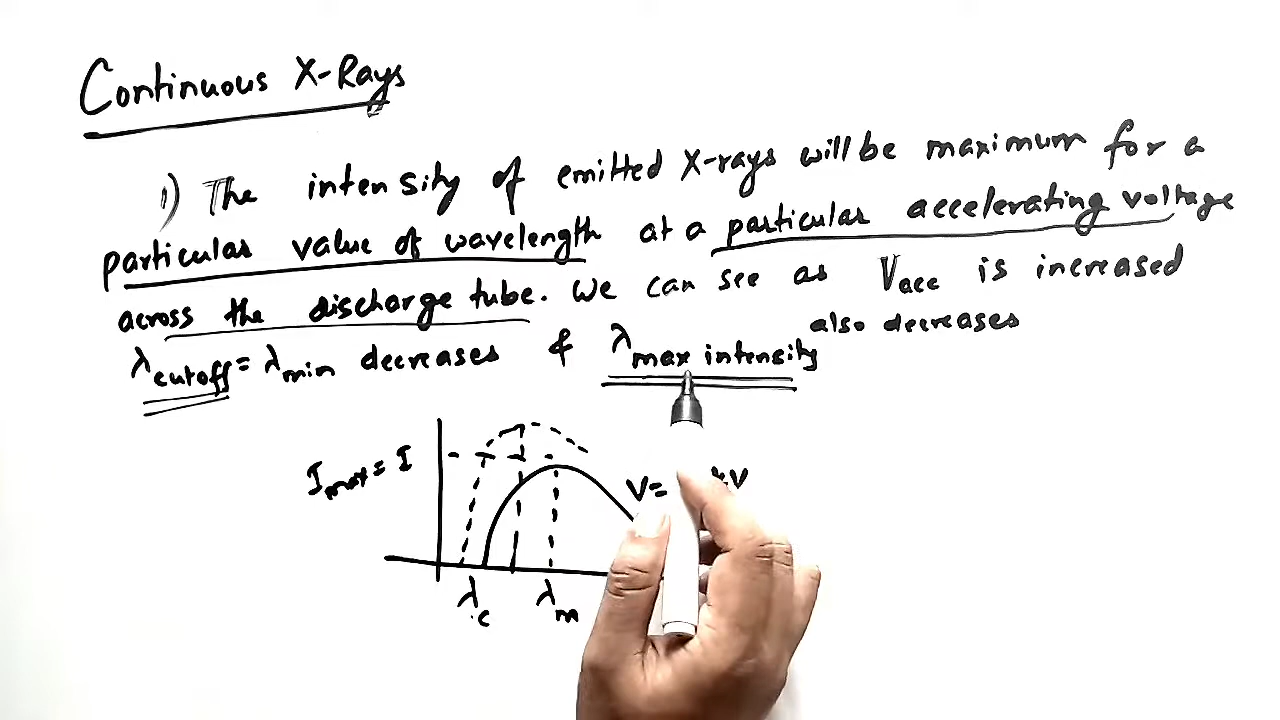 Continuous X-Rays
1) The intensity of emitted X-rays will be maximum for a
particular value of wavelength at a particular accelerating voltage
across the discharge tube. We can see as Vacc is increased
λcutoff = λmin decreases & λmax intensity also decreases
Imax = I
V= kV
λc λm